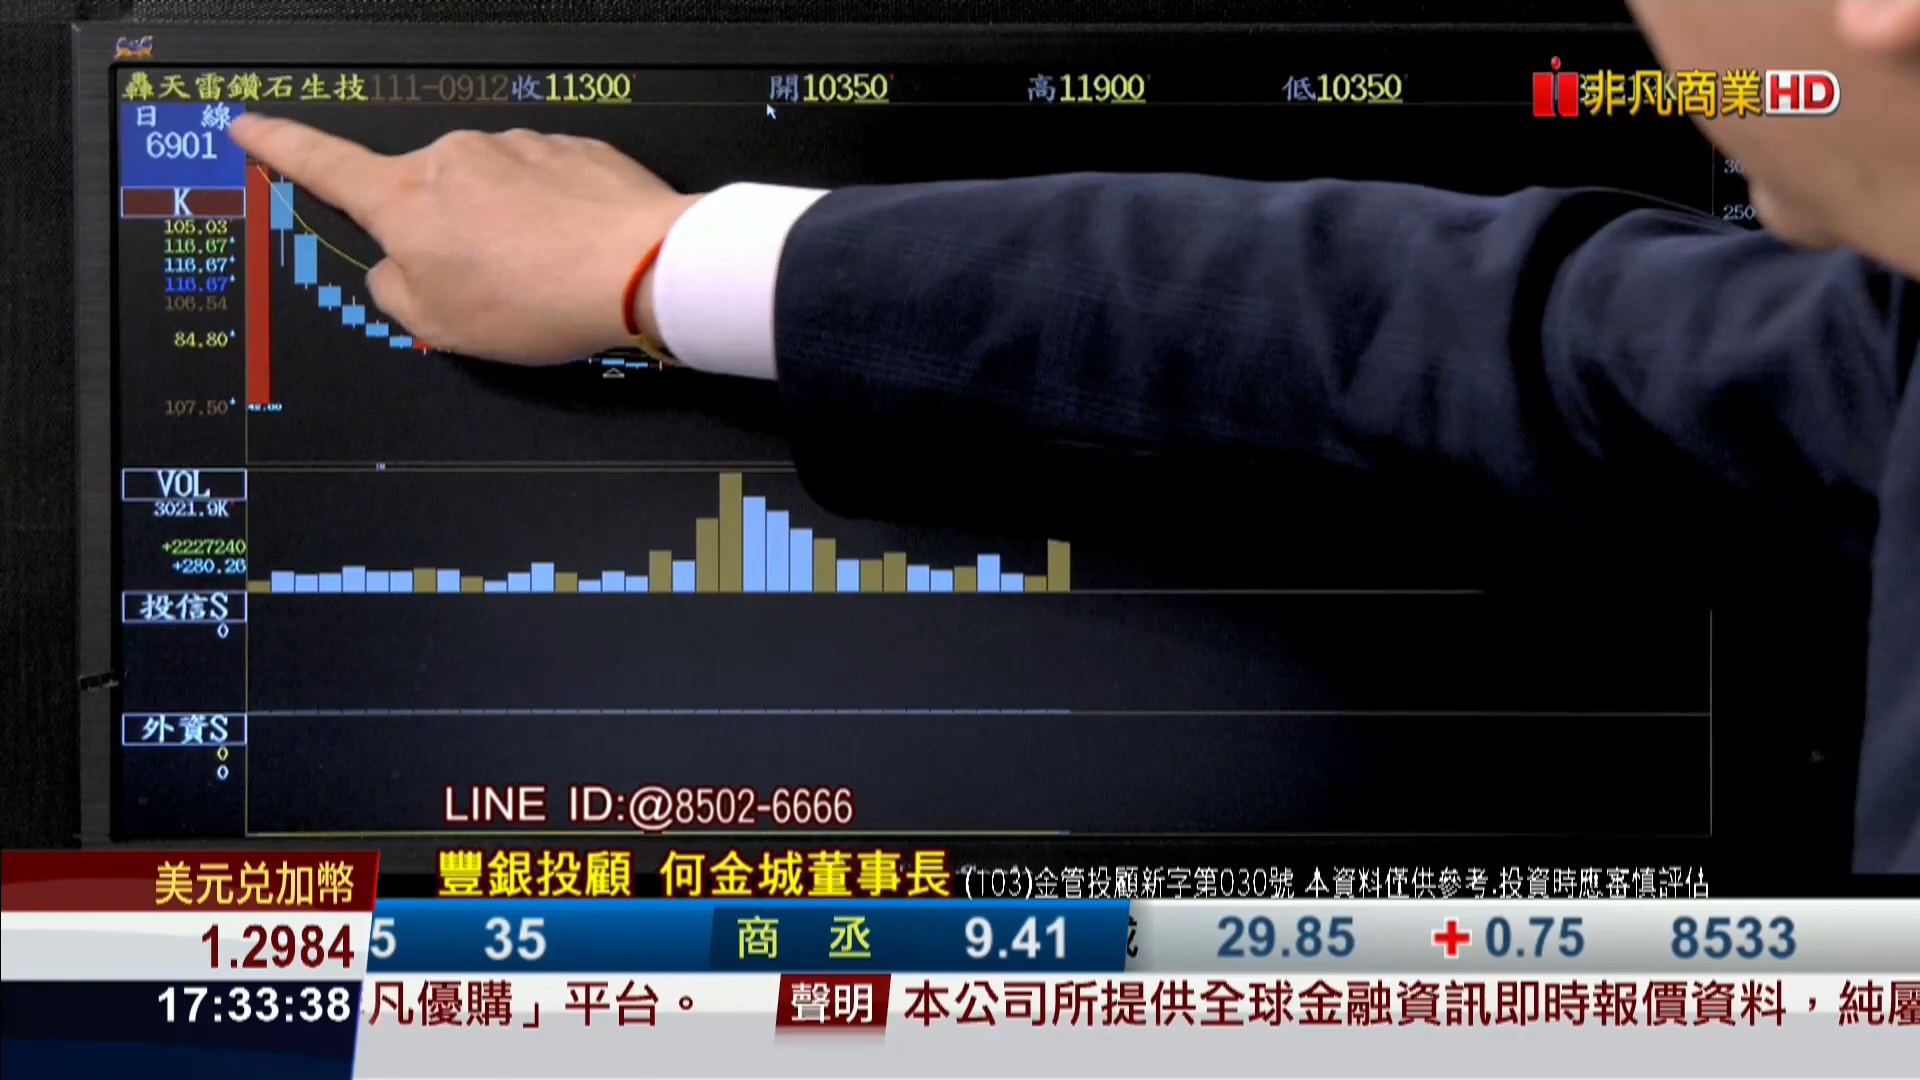 轟天雷鑽石生技111-0912收11300 開10350 高11900 低10350
非凡商業HD
日 線
6901
K
105.03
116.67
116.67
116.67
106.54
84.80
107.50
42.00
250
VOL
3021.9K
+2227240
+280.26
投信S
0
外資S
0
0
LINE ID:@8502-6666
豐銀投顧 何金城董事長 (103)金管投顧新字第030號 本資料僅供參考.投資時應審慎評估
美元兌加幣
1.2984
5 35 商 丞 9.41 29.85 +0.75 8533
17:33:38
凡優購」平台。 聲明 本公司所提供全球金融資訊即時報價資料，純屬